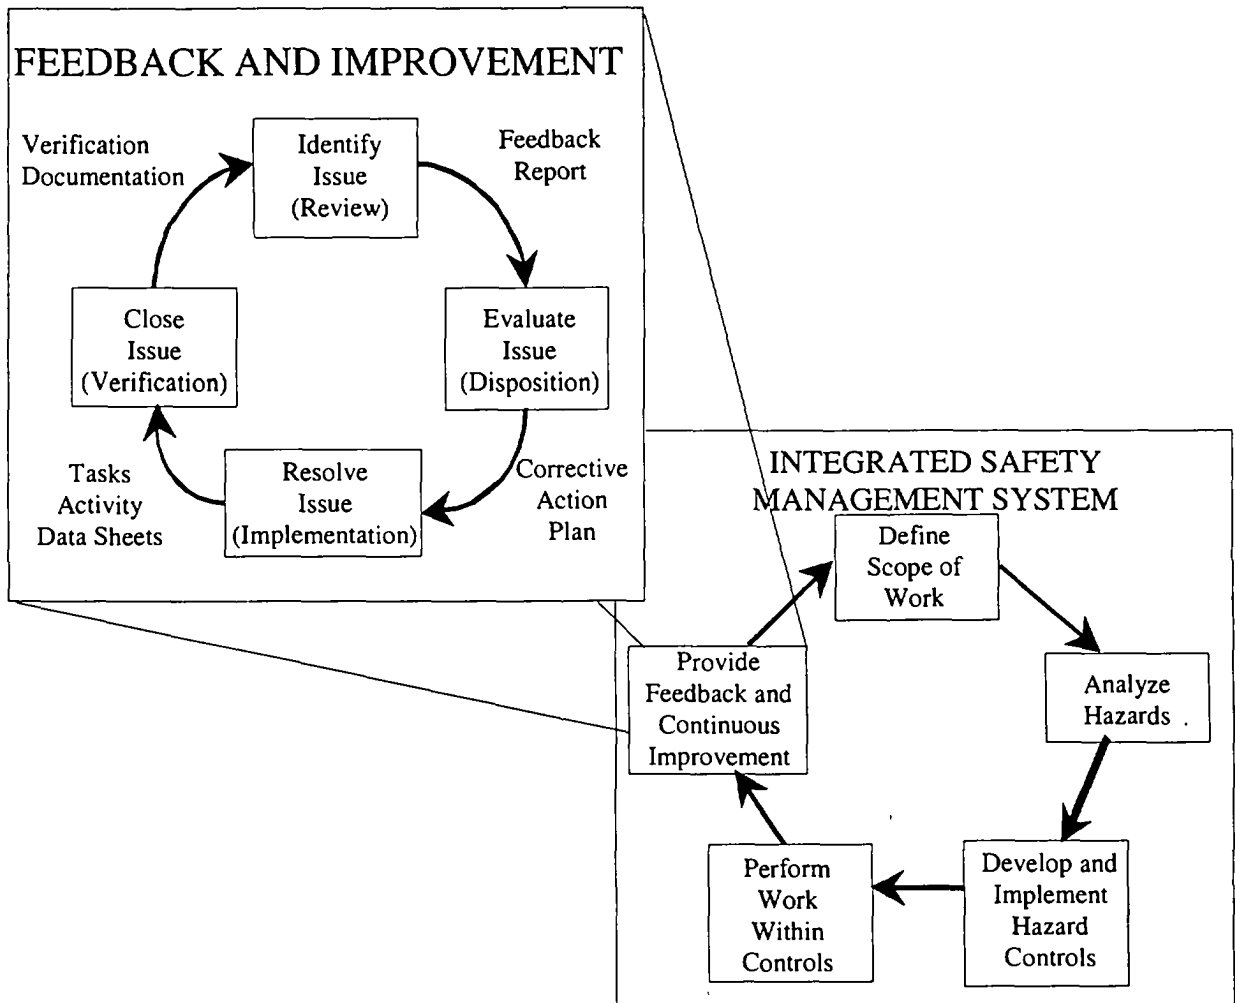 FEEDBACK AND IMPROVEMENT
Verification
Documentation
Identify
Issue
(Review)
Feedback
Report
Close
Issue
(Verification)
Evaluate
Issue
(Disposition)
Tasks
Activity
Data Sheets
Resolve
Issue
(Implementation)
Corrective
Action
Plan
INTEGRATED SAFETY
MANAGEMENT SYSTEM
Define
Scope of
Work
Provide
Feedback and
Continuous
Improvement
Analyze
Hazards
Perform
Work
Within
Controls
Develop and
Implement
Hazard
Controls